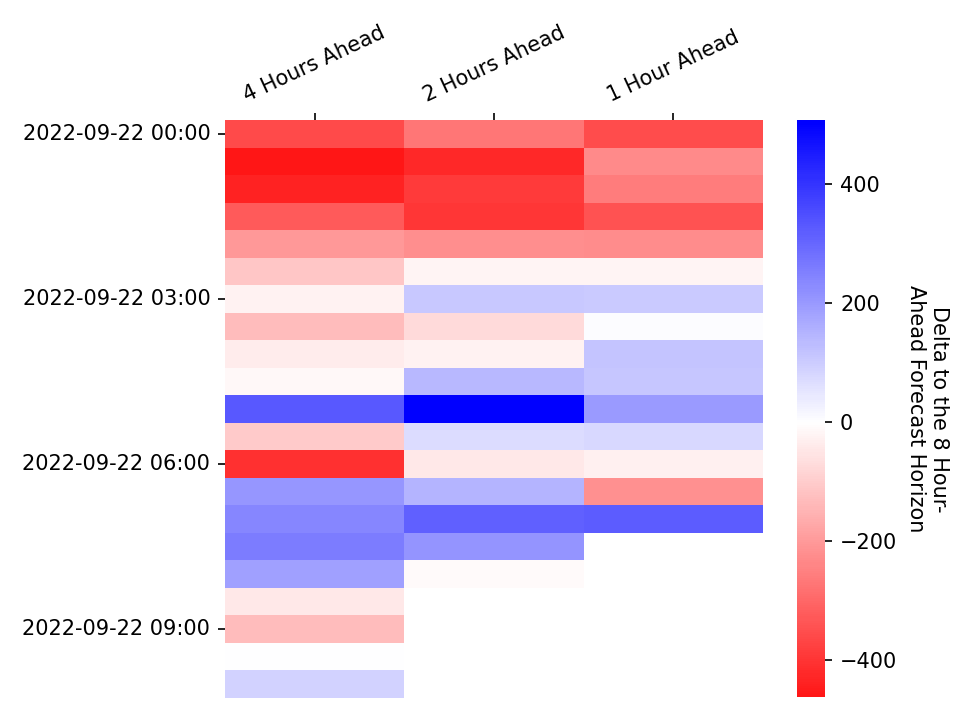 4 Hours Ahead
2 Hours Ahead
1 Hour Ahead
2022-09-22 00:00
2022-09-22 03:00
2022-09-22 06:00
2022-09-22 09:00
400
200
0
−200
−400
Delta to the 8 Hour-
Ahead Forecast Horizon